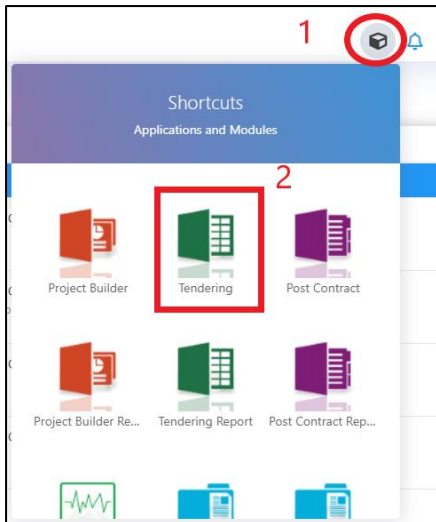 1
Shortcuts
Applications and Modules
2
Project Builder
Tendering
Post Contract
Project Builder Re...
Tendering Report
Post Contract Rep...